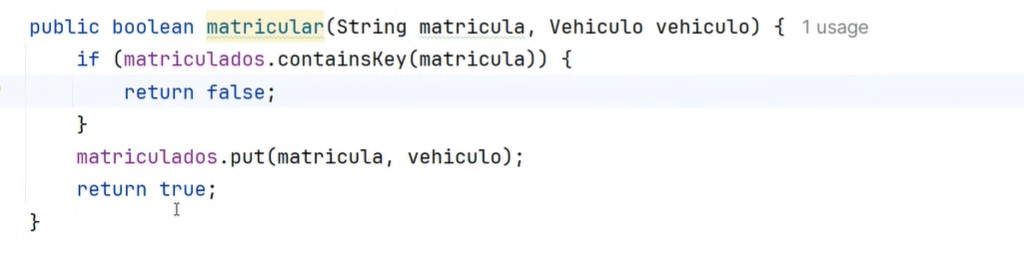 public boolean matricular(String matricula, Vehiculo vehiculo) { 1 usage
if (matriculados.containsKey(matricula)) {
return false;
}
matriculados.put(matricula, vehiculo);
return true;
}